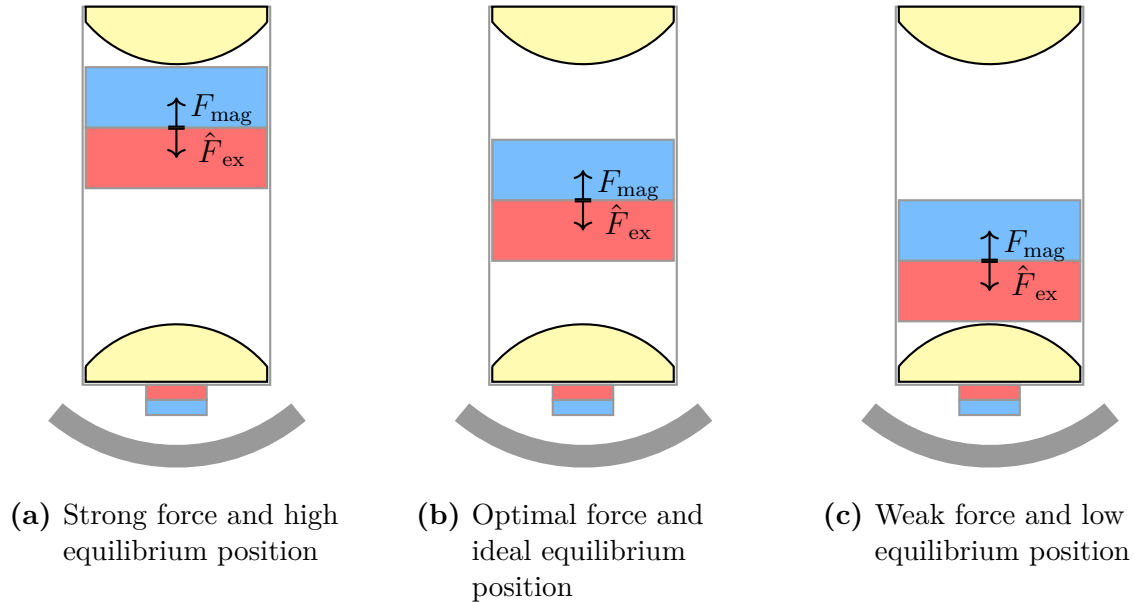 F_mag
F̂_ex
F_mag
F̂_ex
F_mag
F̂_ex
(a) Strong force and high
equilibrium position
(b) Optimal force and
ideal equilibrium
position
(c) Weak force and low
equilibrium position